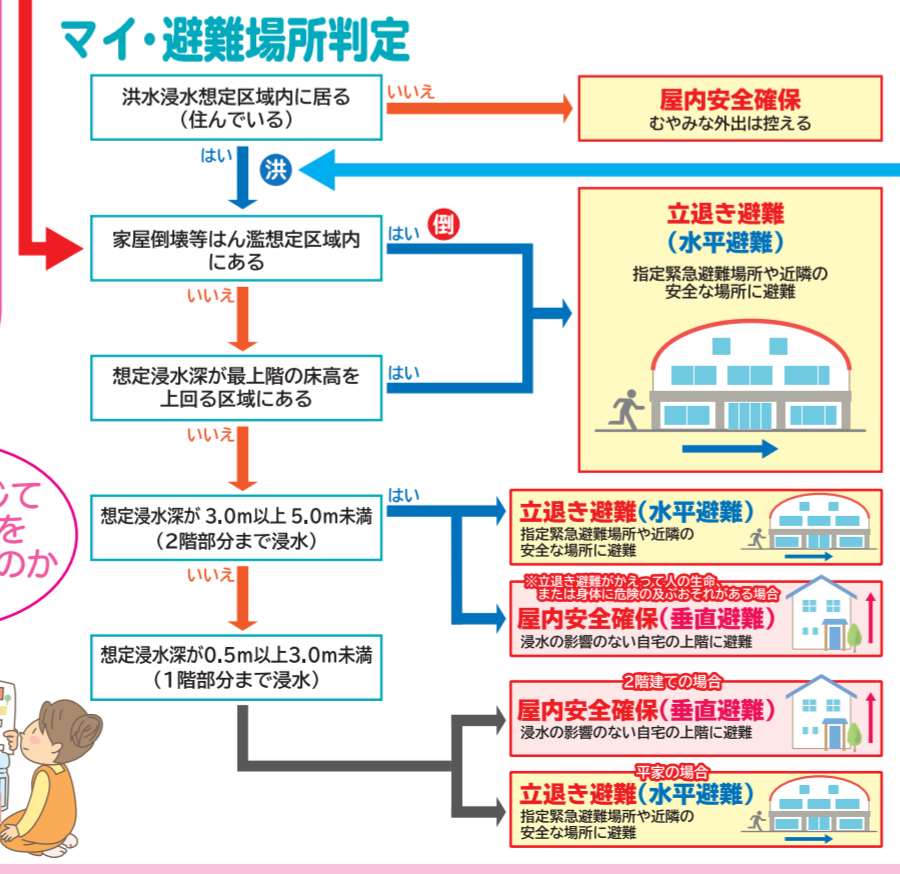 マイ・避難場所判定
洪水浸水想定区域内に居る
(住んでいる)
いいえ
屋内安全確保
むやみな外出は控える
はい
洪
家屋倒壊等はん濫想定区域内
にある
はい
倒
立退き避難
(水平避難)
指定緊急避難場所や近隣の
安全な場所に避難
いいえ
想定浸水深が最上階の床高を
上回る区域にある
はい
いいえ
想定浸水深が 3.0m以上 5.0m未満
(2階部分まで浸水)
はい
立退き避難(水平避難)
指定緊急避難場所や近隣の
安全な場所に避難
※立退き避難がかえって人の生命
または身体に危険の及ぶおそれがある場合
屋内安全確保(垂直避難)
浸水の影響のない自宅の上階に避難
いいえ
想定浸水深が0.5m以上3.0m未満
(1階部分まで浸水)
2階建ての場合
屋内安全確保(垂直避難)
浸水の影響のない自宅の上階に避難
平家の場合
立退き避難(水平避難)
指定緊急避難場所や近隣の
安全な場所に避難
て
を
のか